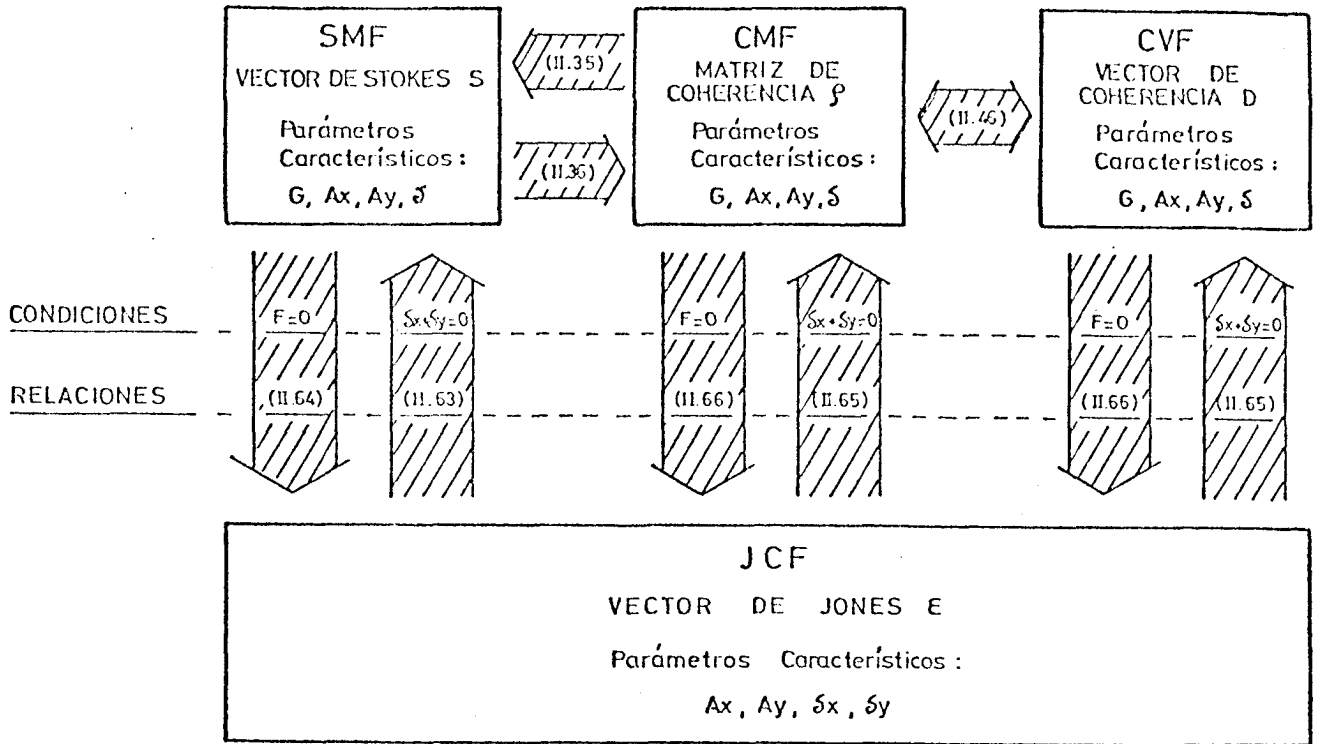 SMF
VECTOR DE STOKES S
Parámetros
Característicos:
G, Ax, Ay, δ
(II.35)
(II.36)
CMF
MATRIZ DE
COHERENCIA ρ
Parámetros
Característicos:
G, Ax, Ay, δ
(II.46)
CVF
VECTOR DE
COHERENCIA D
Parámetros
Característicos:
G, Ax, Ay, δ
CONDICIONES
F=0
δx+δy=0
F=0
δx+δy=0
F=0
δx+δy=0
RELACIONES
(II.64)
(II.63)
(II.66)
(II.65)
(II.66)
(II.65)
JCF
VECTOR DE JONES ε
Parámetros Característicos:
Ax, Ay, δx, δy